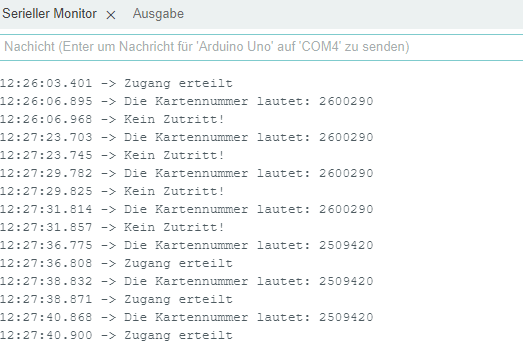 Serieller Monitor × Ausgabe
Nachicht (Enter um Nachricht für 'Arduino Uno' auf 'COM4' zu senden)
12:26:03.401 -> Zugang erteilt
12:26:06.895 -> Die Kartennummer lautet: 2600290
12:26:06.968 -> Kein Zutritt!
12:27:23.703 -> Die Kartennummer lautet: 2600290
12:27:23.745 -> Kein Zutritt!
12:27:29.782 -> Die Kartennummer lautet: 2600290
12:27:29.825 -> Kein Zutritt!
12:27:31.814 -> Die Kartennummer lautet: 2600290
12:27:31.857 -> Kein Zutritt!
12:27:36.775 -> Die Kartennummer lautet: 2509420
12:27:36.808 -> Zugang erteilt
12:27:38.832 -> Die Kartennummer lautet: 2509420
12:27:38.871 -> Zugang erteilt
12:27:40.868 -> Die Kartennummer lautet: 2509420
12:27:40.900 -> Zugang erteilt